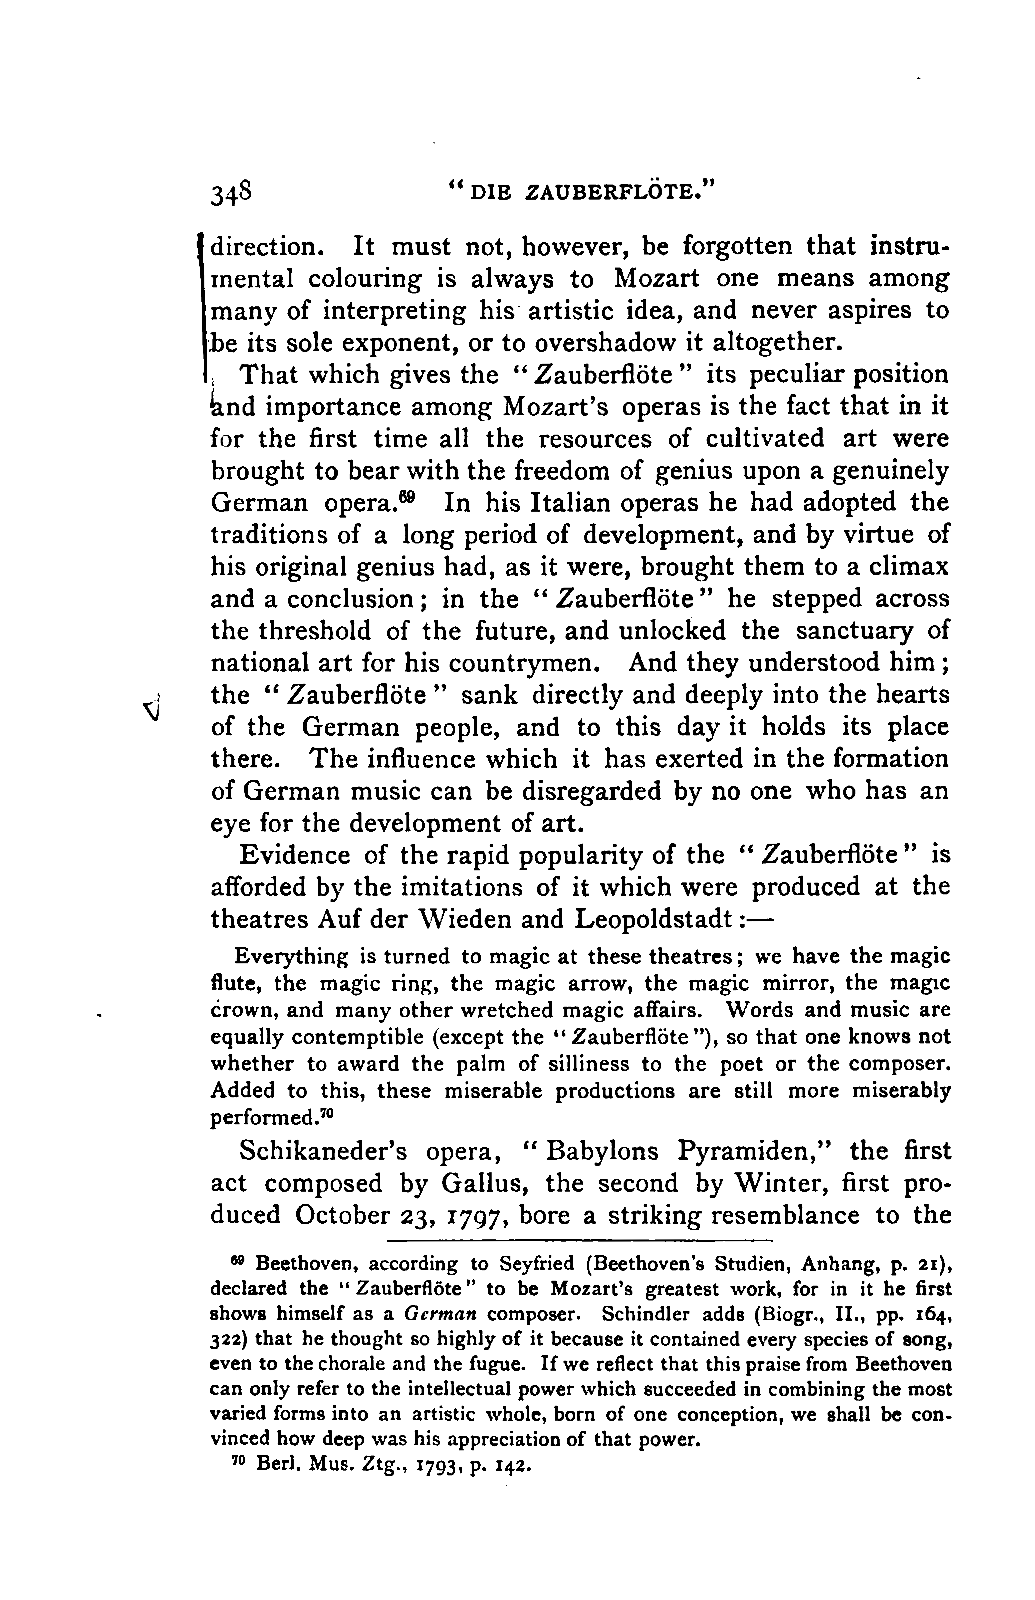 348 “ DIE ZAUBERFLÖTE.”
direction. It must not, however, be forgotten that instru-
mental colouring is always to Mozart one means among
many of interpreting his artistic idea, and never aspires to
be its sole exponent, or to overshadow it altogether.
That which gives the “ Zauberflöte ” its peculiar position
and importance among Mozart’s operas is the fact that in it
for the first time all the resources of cultivated art were
brought to bear with the freedom of genius upon a genuinely
German opera.⁶⁹ In his Italian operas he had adopted the
traditions of a long period of development, and by virtue of
his original genius had, as it were, brought them to a climax
and a conclusion ; in the “ Zauberflöte ” he stepped across
the threshold of the future, and unlocked the sanctuary of
national art for his countrymen. And they understood him ;
the “ Zauberflöte ” sank directly and deeply into the hearts
of the German people, and to this day it holds its place
there. The influence which it has exerted in the formation
of German music can be disregarded by no one who has an
eye for the development of art.
Evidence of the rapid popularity of the “ Zauberflöte ” is
afforded by the imitations of it which were produced at the
theatres Auf der Wieden and Leopoldstadt :—
Everything is turned to magic at these theatres ; we have the magic
flute, the magic ring, the magic arrow, the magic mirror, the magic
crown, and many other wretched magic affairs. Words and music are
equally contemptible (except the “ Zauberflöte ”), so that one knows not
whether to award the palm of silliness to the poet or the composer.
Added to this, these miserable productions are still more miserably
performed.⁷⁰
Schikaneder’s opera, “ Babylons Pyramiden,” the first
act composed by Gallus, the second by Winter, first pro-
duced October 23, 1797, bore a striking resemblance to the
⁶⁹ Beethoven, according to Seyfried (Beethoven’s Studien, Anhang, p. 21),
declared the “ Zauberflöte ” to be Mozart’s greatest work, for in it he first
shows himself as a German composer. Schindler adds (Biogr., II., pp. 164,
322) that he thought so highly of it because it contained every species of song,
even to the chorale and the fugue. If we reflect that this praise from Beethoven
can only refer to the intellectual power which succeeded in combining the most
varied forms into an artistic whole, born of one conception, we shall be con-
vinced how deep was his appreciation of that power.
⁷⁰ Berl. Mus. Ztg., 1793, p. 142.